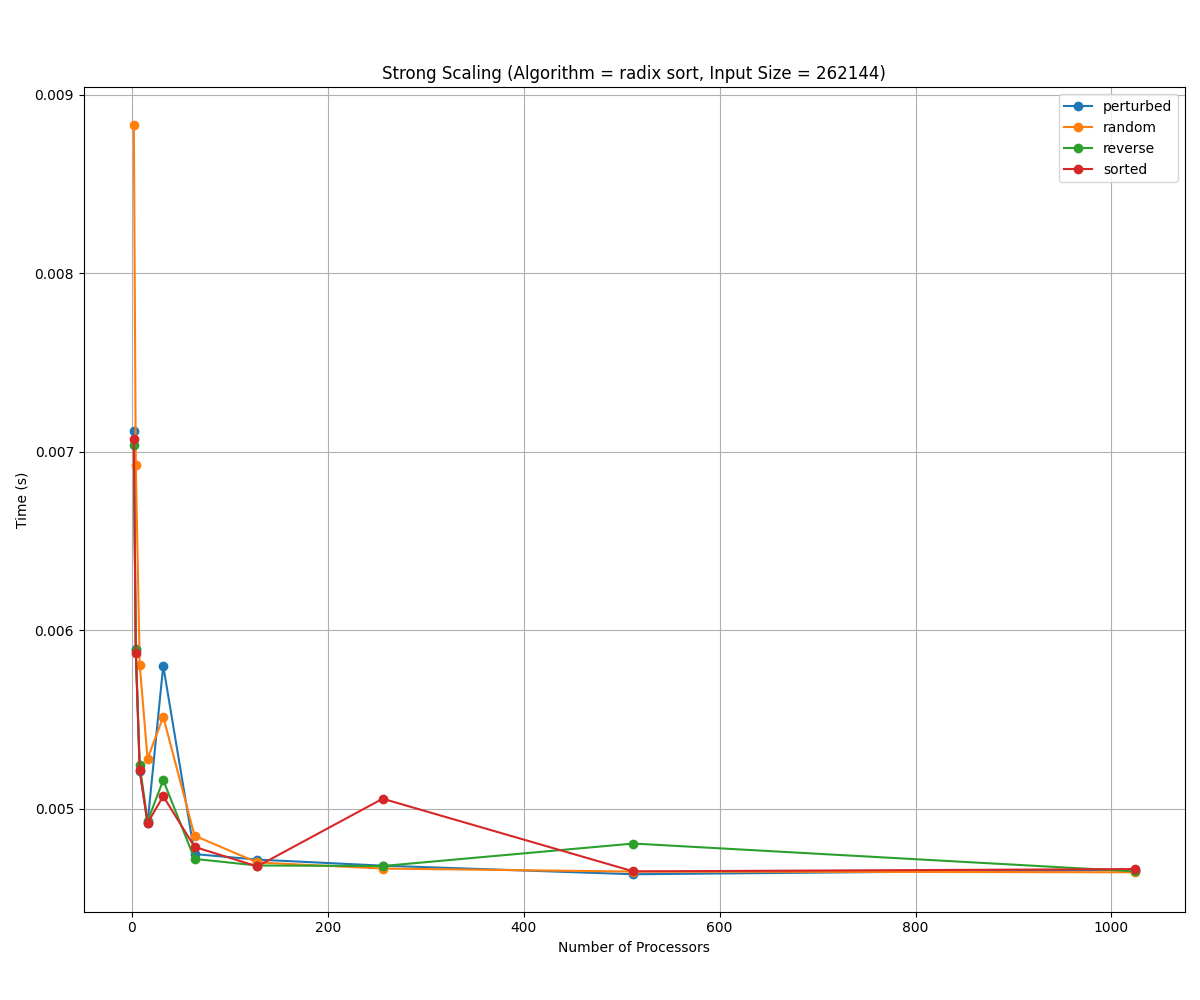 Strong Scaling (Algorithm = radix sort, Input Size = 262144)
perturbed
random
reverse
sorted
0.009
0.008
0.007
0.006
0.005
Time (s)
0 200 400 600 800 1000
Number of Processors